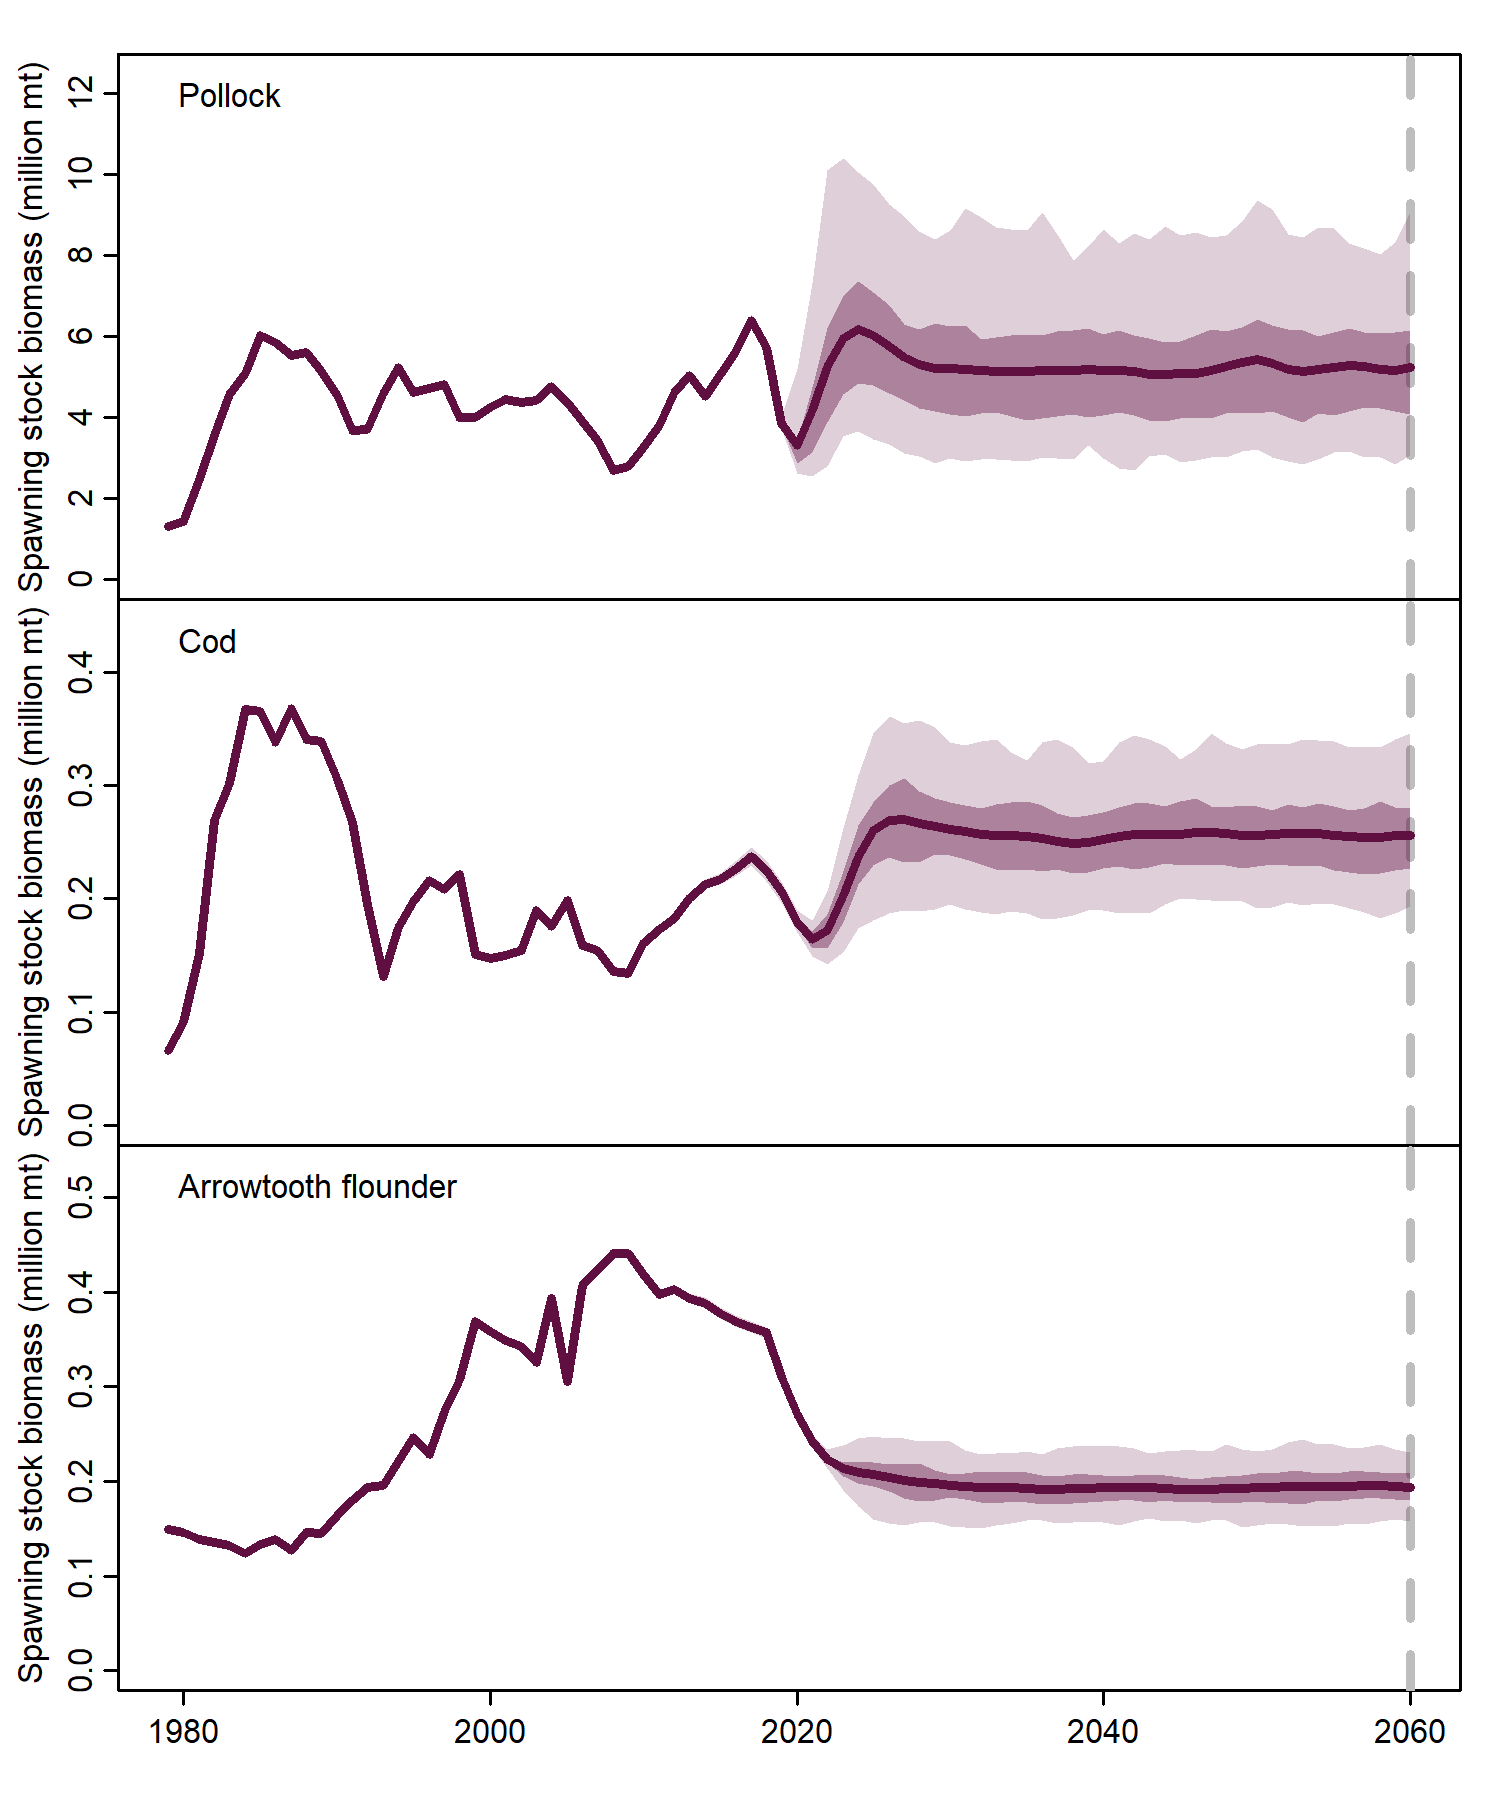 Pollock
Spawning stock biomass (million mt)
12
10
8
6
4
2
0
Cod
Spawning stock biomass (million mt)
0.4
0.3
0.2
0.1
0.0
Arrowtooth flounder
Spawning stock biomass (million mt)
0.5
0.4
0.3
0.2
0.1
0.0
1980 2000 2020 2040 2060